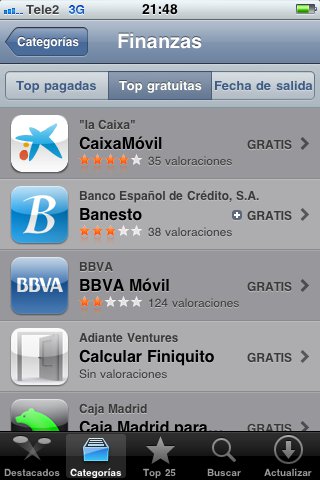 Tele2 3G 21:48
Categorías Finanzas
Top pagadas Top gratuitas Fecha de salida
"la Caixa"
CaixaMóvil GRATIS
35 valoraciones
Banco Español de Crédito, S.A.
B Banesto GRATIS
38 valoraciones
BBVA
BBVA BBVA Móvil GRATIS
124 valoraciones
Adiante Ventures
Calcular Finiquito GRATIS
Sin valoraciones
Caja Madrid
Caja Madrid para... GRATIS
Destacados Categorías Top 25 Buscar Actualizar